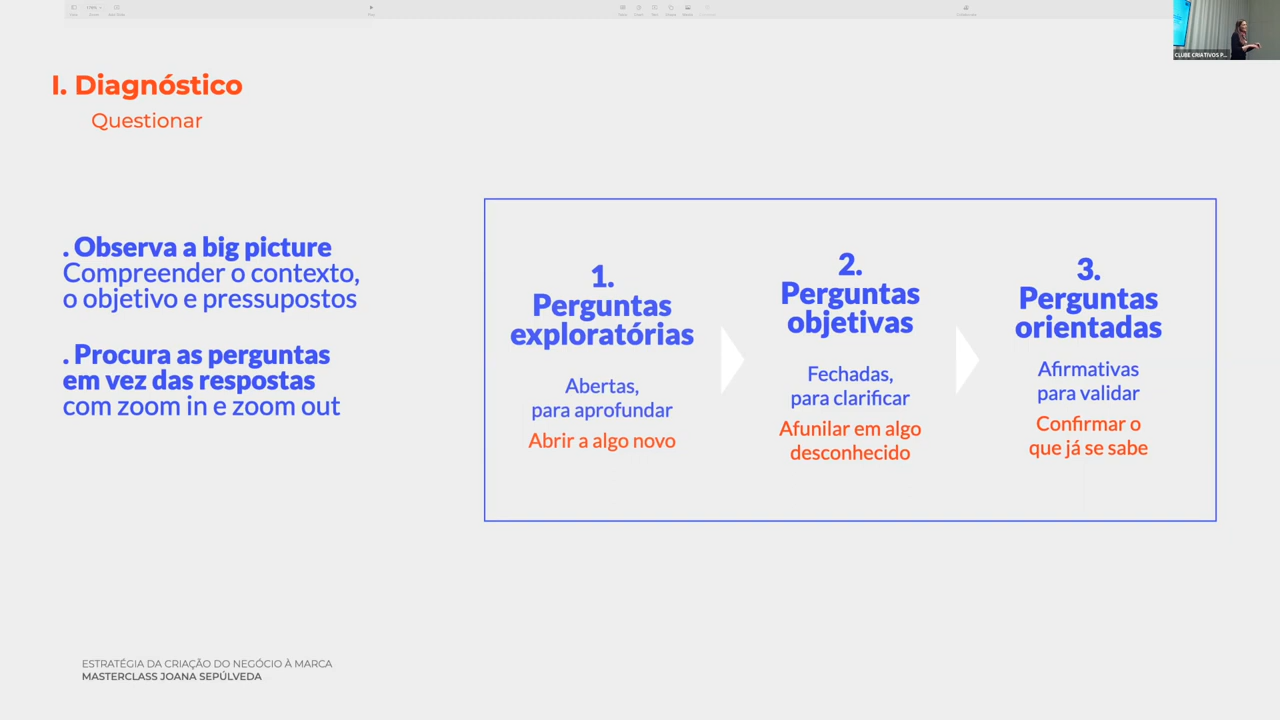 CLUBE CRIATIVOS P...
I. Diagnóstico
Questionar
. Observa a big picture
Compreender o contexto,
o objetivo e pressupostos
. Procura as perguntas
em vez das respostas
com zoom in e zoom out
1.
Perguntas
exploratórias
Abertas,
para aprofundar
Abrir a algo novo
2.
Perguntas
objetivas
Fechadas,
para clarificar
Afunilar em algo
desconhecido
3.
Perguntas
orientadas
Afirmativas
para validar
Confirmar o
que já se sabe
ESTRATÉGIA DA CRIAÇÃO DO NEGÓCIO À MARCA
MASTERCLASS JOANA SEPÚLVEDA